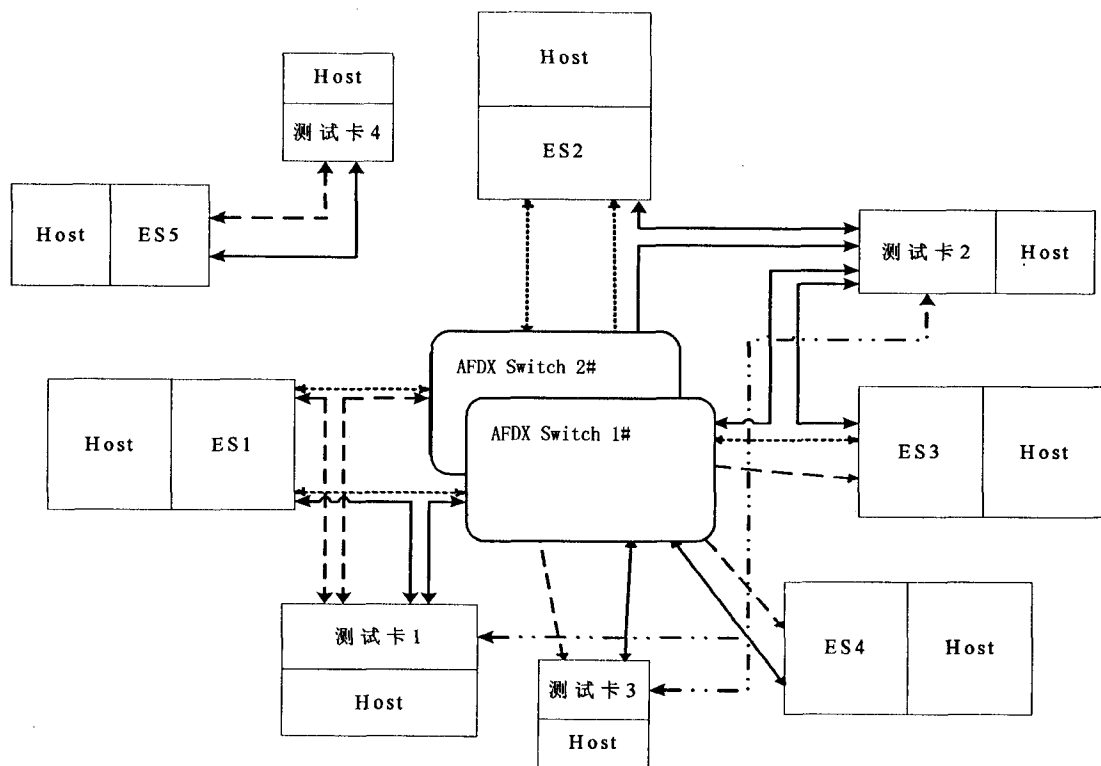 Host
测试卡4
Host
ES5
Host
ES2
测试卡2
Host
AFDX Switch 2#
AFDX Switch 1#
Host
ES1
ES3
Host
测试卡1
Host
测试卡3
Host
ES4
Host